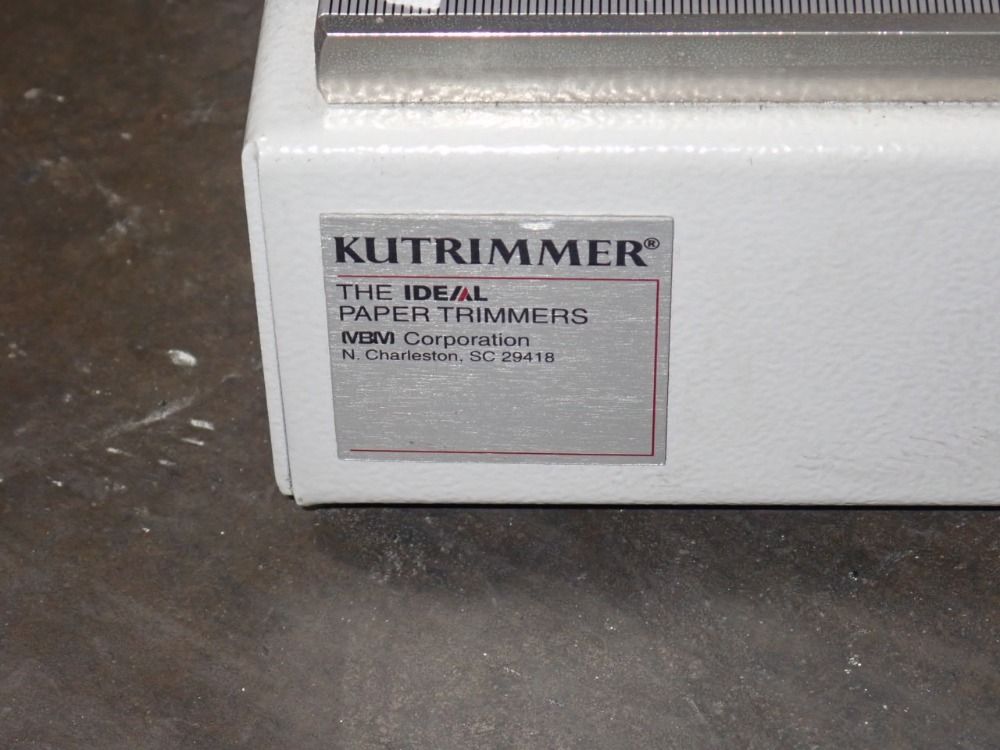 KUTRIMMER®
THE IDEAL
PAPER TRIMMERS
MBM Corporation
N. Charleston, SC 29418